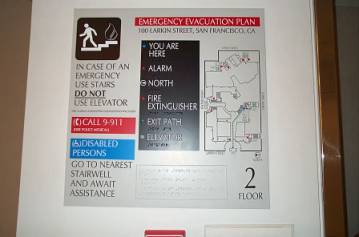 EMERGENCY EVACUATION PLAN
100 LARKIN STREET, SAN FRANCISCO, CA
IN CASE OF AN
EMERGENCY
USE STAIRS
DO NOT
USE ELEVATOR
CALL 9-911
DISABLED
PERSONS
GO TO NEAREST
STAIRWELL
AND AWAIT
ASSISTANCE
YOU ARE
HERE
ALARM
NORTH
FIRE
EXTINGUISHER
EXIT PATH
STAIRS
ELEVATOR
2
FLOOR